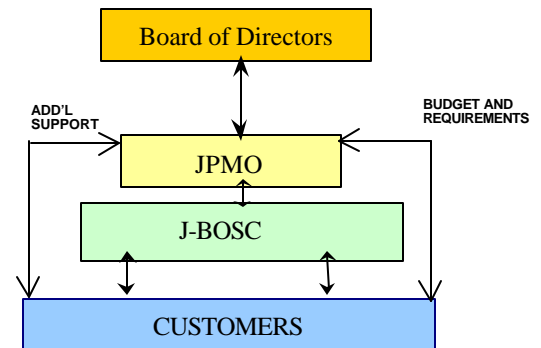 Board of Directors
ADD'L
SUPPORT
BUDGET AND
REQUIREMENTS
JPMO
J-BOSC
CUSTOMERS